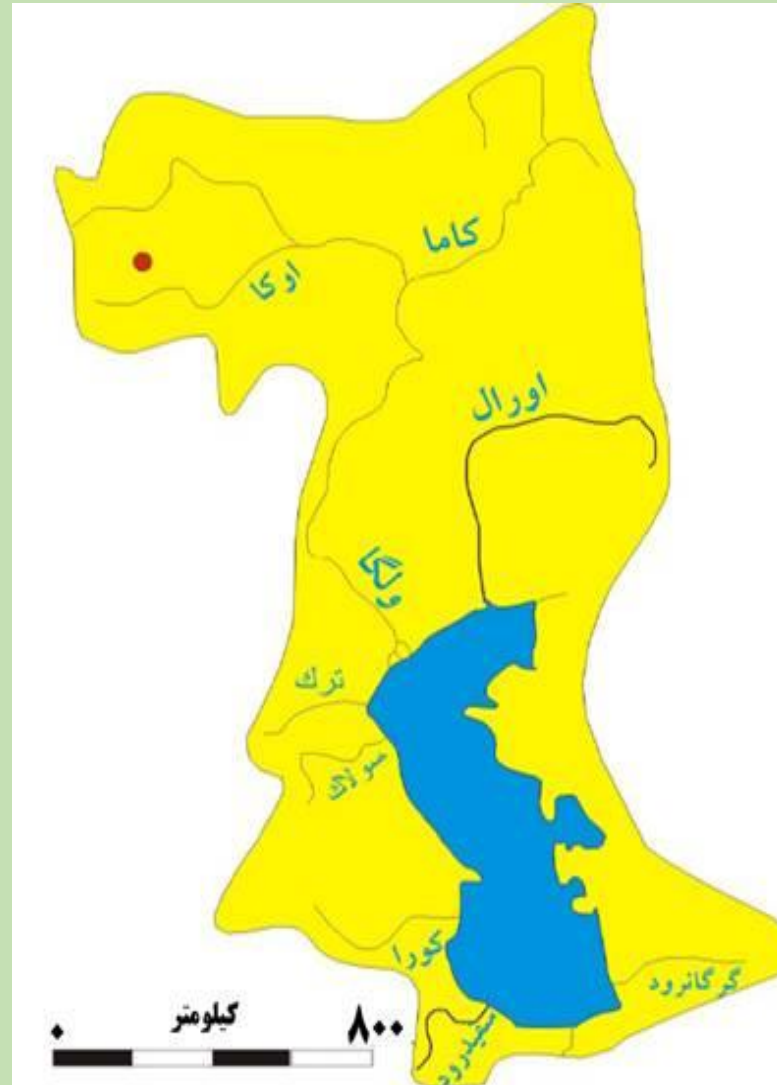 کاما
اوکا
اورال
ولگا
ترک
سولاک
کورا
گرگانرود
سفیدرود
کیلومتر
۰ ۸۰۰